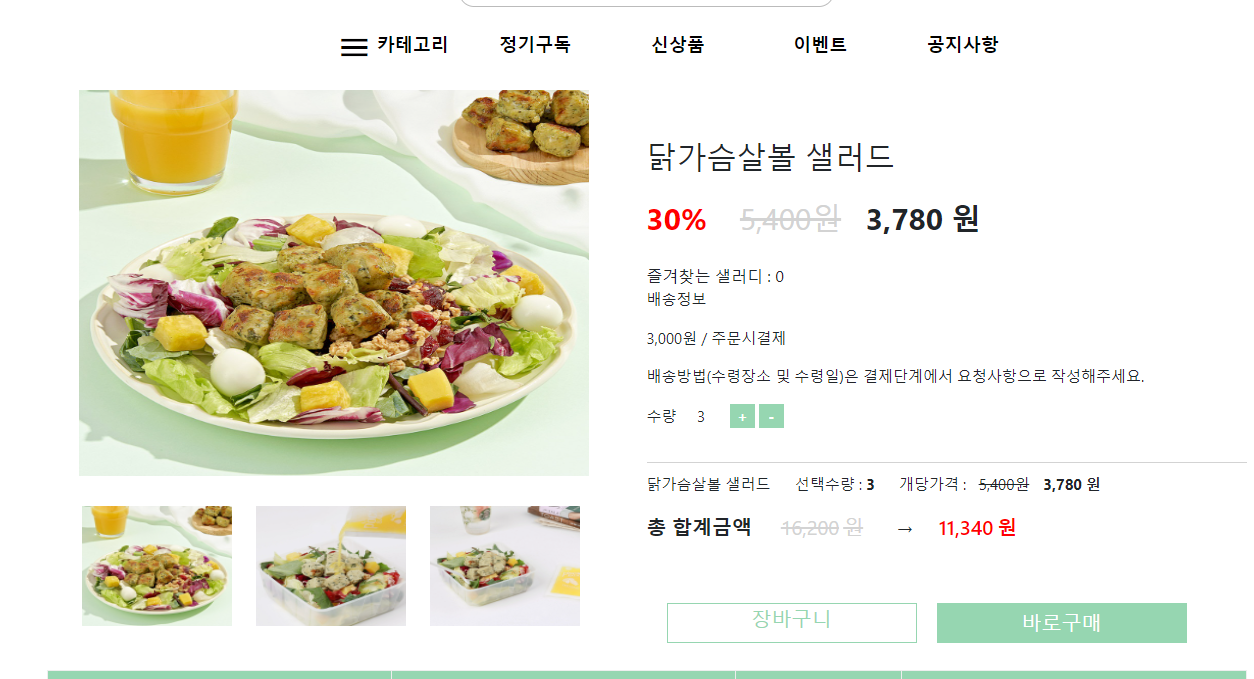 카테고리 정기구독 신상품 이벤트 공지사항
닭가슴살볼 샐러드
30% 5,400원 3,780 원
즐겨찾는 샐러디 : 0
배송정보
3,000원 / 주문시결제
배송방법(수령장소 및 수령일)은 결제단계에서 요청사항으로 작성해주세요.
수량 3 + -
닭가슴살볼 샐러드 선택수량 : 3 개당가격 : 5,400원 3,780 원
총 합계금액 16,200 원 → 11,340 원
장바구니 바로구매